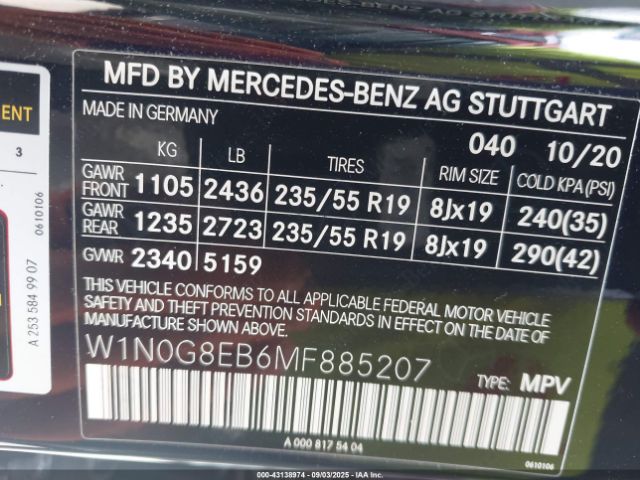 MFD BY MERCEDES-BENZ AG STUTTGART
MADE IN GERMANY 040 10/20
KG LB TIRES RIM SIZE COLD KPA(PSI)
GAWR FRONT 1105 2436 235/55 R19 8Jx19 240(35)
GAWR REAR 1235 2723 235/55 R19 8Jx19 290(42)
GVWR 2340 5159
THIS VEHICLE CONFORMS TO ALL APPLICABLE FEDERAL MOTOR VEHICLE
SAFETY AND THEFT PREVENTION STANDARDS IN EFFECT ON THE DATE OF
MANUFACTURE SHOWN ABOVE.
W1N0G8EB6MF885207
TYPE: MPV
A 000 817 54 04
0610106
ENT
3
0610106
A 253 584 99 07
000-43138974 - 09/03/2025 - IAAI.COM